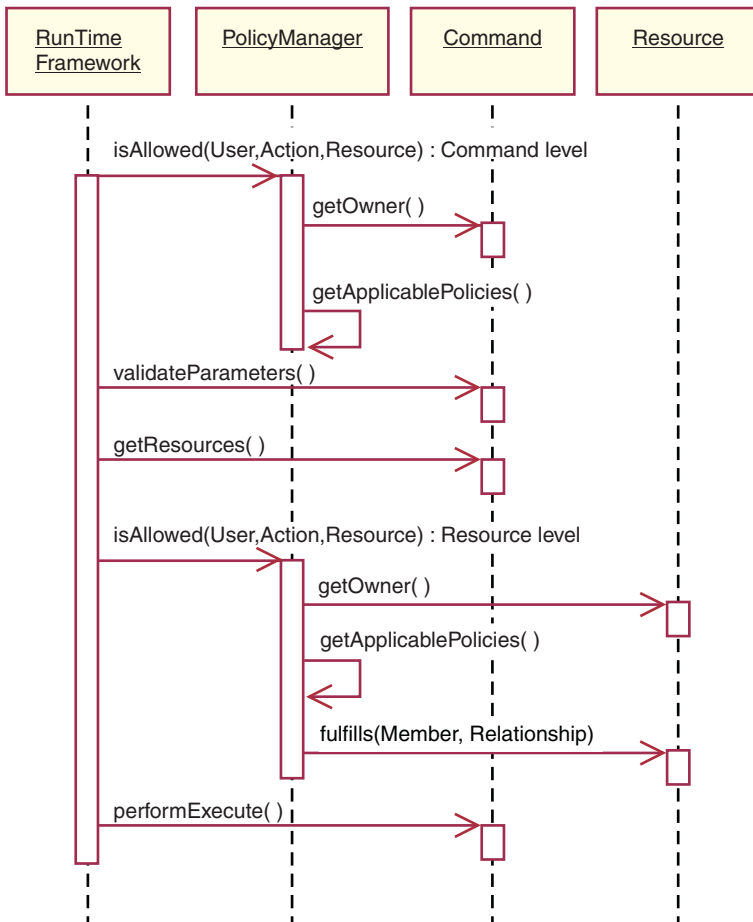 RunTime
Framework
PolicyManager
Command
Resource
isAllowed(User,Action,Resource) : Command level
getOwner( )
getApplicablePolicies( )
validateParameters( )
getResources( )
isAllowed(User,Action,Resource) : Resource level
getOwner( )
getApplicablePolicies( )
fulfills(Member, Relationship)
performExecute( )